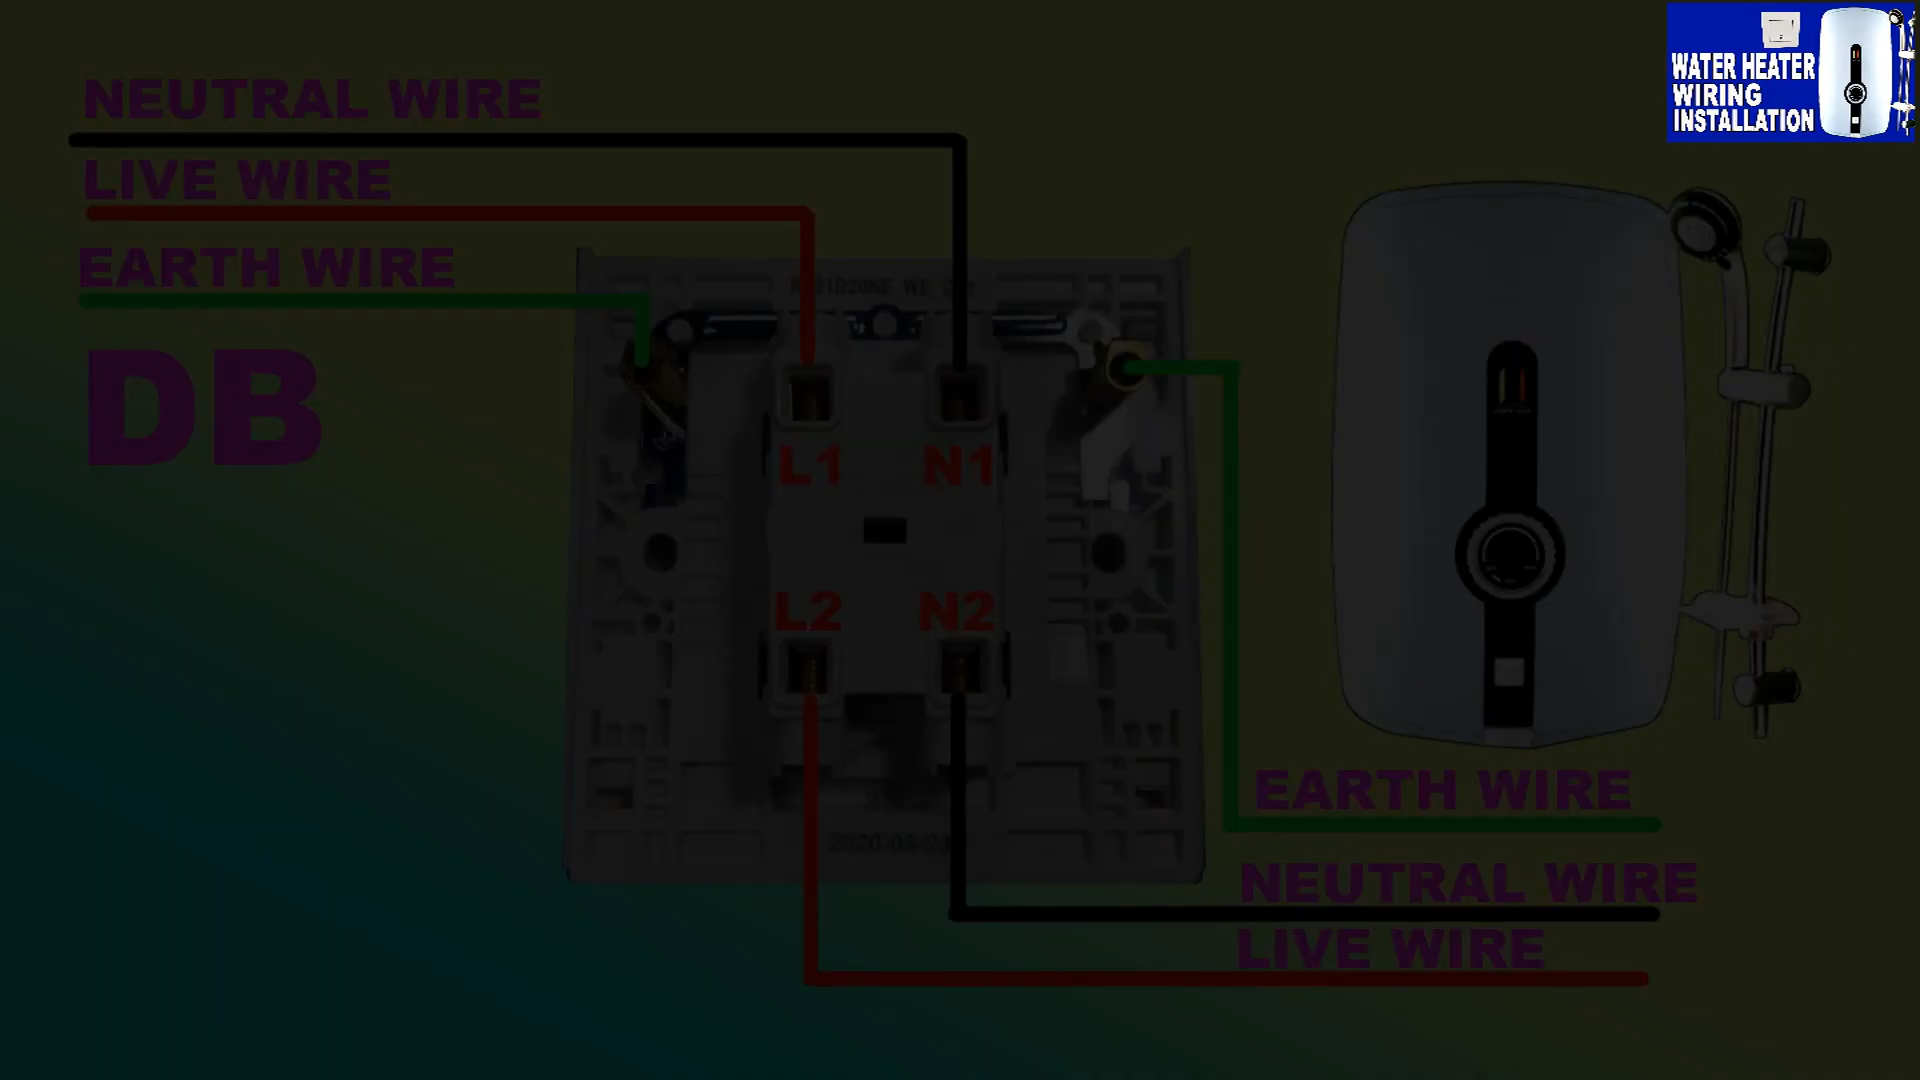 WATER HEATER
WIRING
INSTALLATION
NEUTRAL WIRE
LIVE WIRE
EARTH WIRE
DB
L1 N1
L2 N2
EARTH WIRE
NEUTRAL WIRE
LIVE WIRE